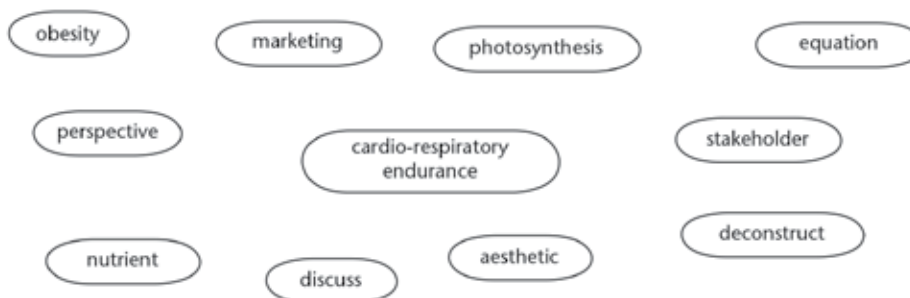 obesity
marketing
photosynthesis
equation
perspective
cardio-respiratory
endurance
stakeholder
nutrient
discuss
aesthetic
deconstruct